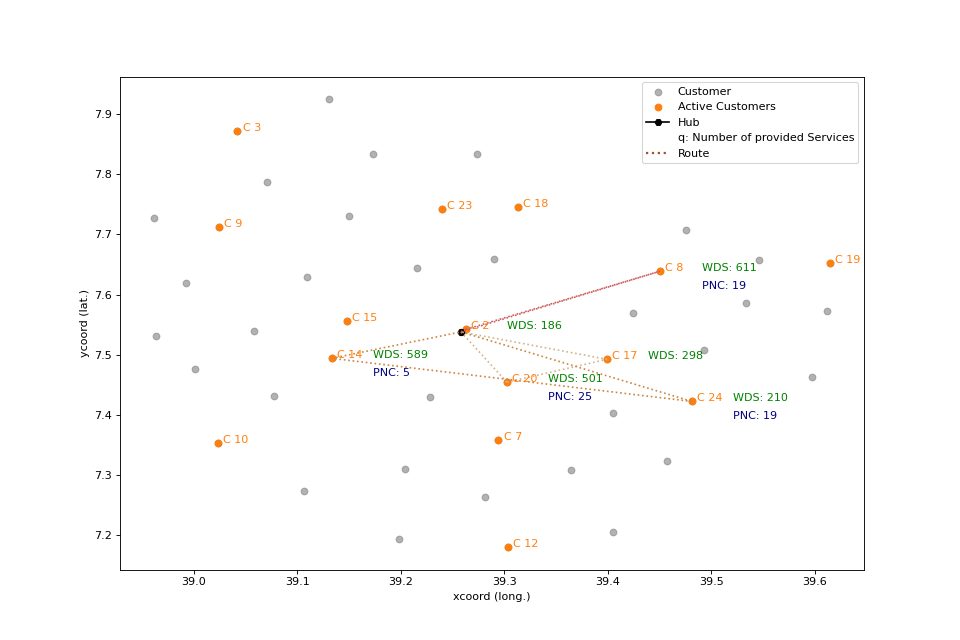 Customer
Active Customers
Hub
q: Number of provided Services
Route
7.9
7.8
7.7
7.6
7.5
7.4
7.3
7.2
ycoord (lat.)
C 3
C 9
C 23
C 18
C 8
WDS: 611
PNC: 19
C 19
C 15
C 2
WDS: 186
C 14
WDS: 589
PNC: 5
C 17
WDS: 298
C 20
WDS: 501
PNC: 25
C 24
WDS: 210
PNC: 19
C 10
C 7
C 12
39.0
39.1
39.2
39.3
39.4
39.5
39.6
xcoord (long.)